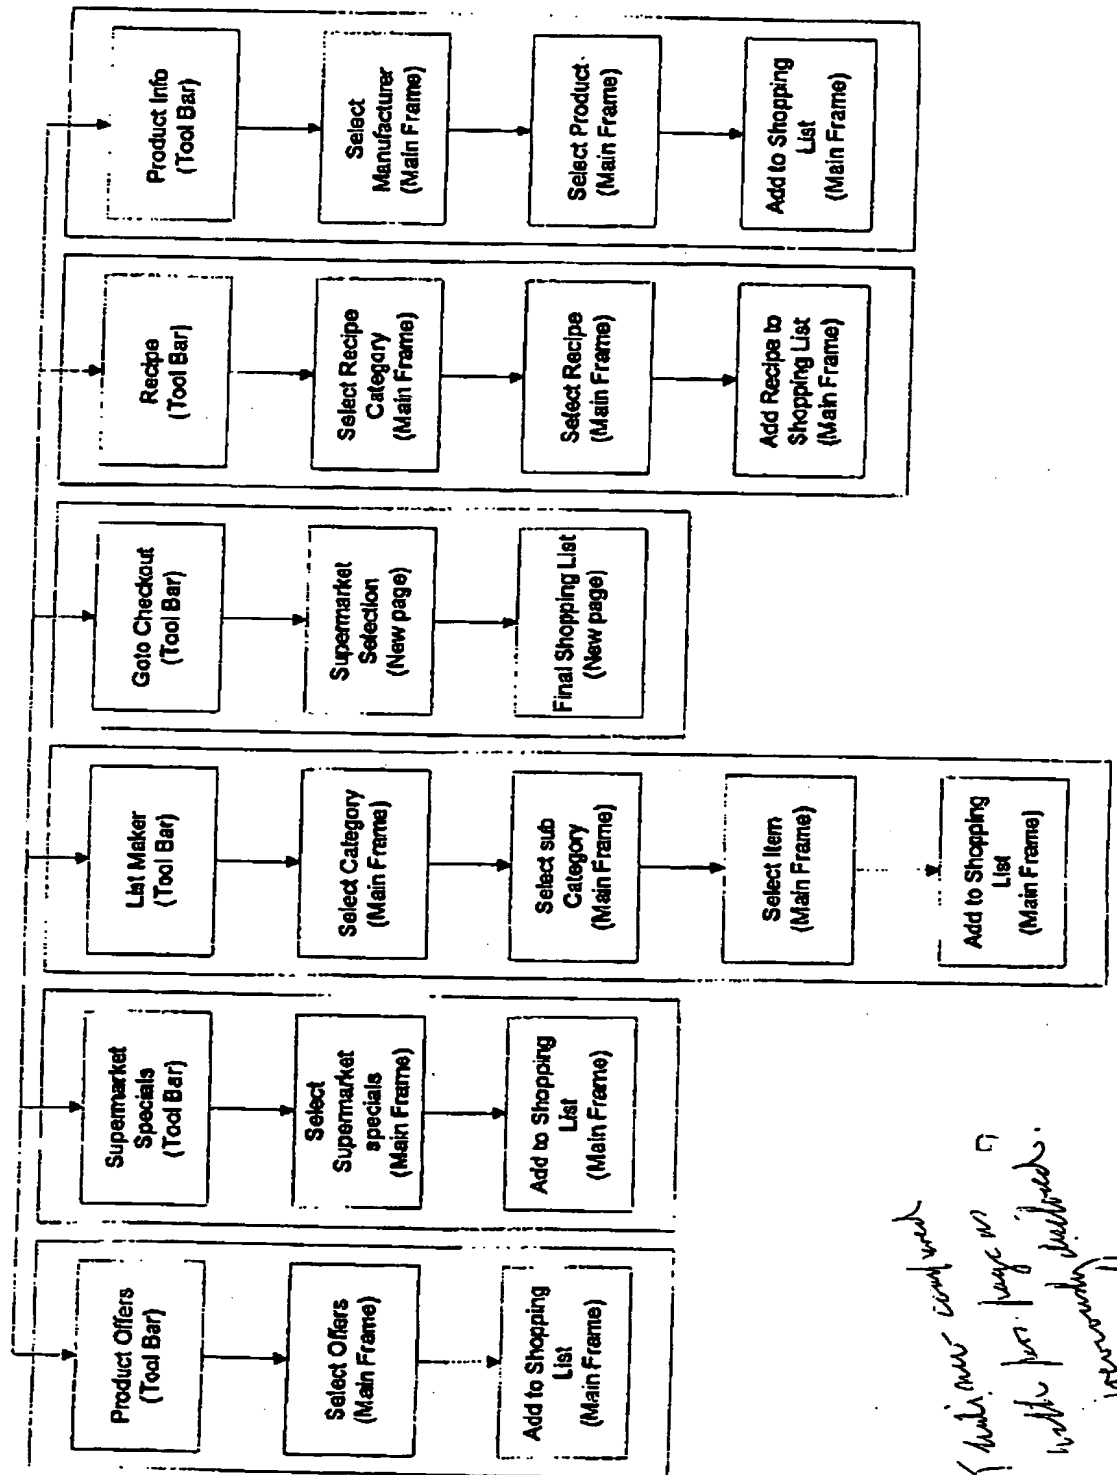 Product Offers
(Tool Bar)
Select Offers
(Main Frame)
Add to Shopping
List
(Main Frame)
Supermarket
Specials
(Tool Bar)
Select
Supermarket
specials
(Main Frame)
Add to Shopping
List
(Main Frame)
List Maker
(Tool Bar)
Select Category
(Main Frame)
Select sub
Category
(Main Frame)
Select Item
(Main Frame)
Add to Shopping
List
(Main Frame)
Goto Checkout
(Tool Bar)
Supermarket
Selection
(New page)
Final Shopping List
(New page)
Recipe
(Tool Bar)
Select Recipe
Category
(Main Frame)
Select Recipe
(Main Frame)
Add Recipe to
Shopping List
(Main Frame)
Product Info
(Tool Bar)
Select
Manufacturer
(Main Frame)
Select Product
(Main Frame)
Add to Shopping
List
(Main Frame)